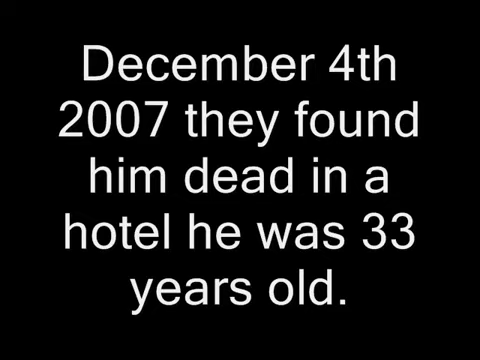 December 4th
2007 they found
him dead in a
hotel he was 33
years old.